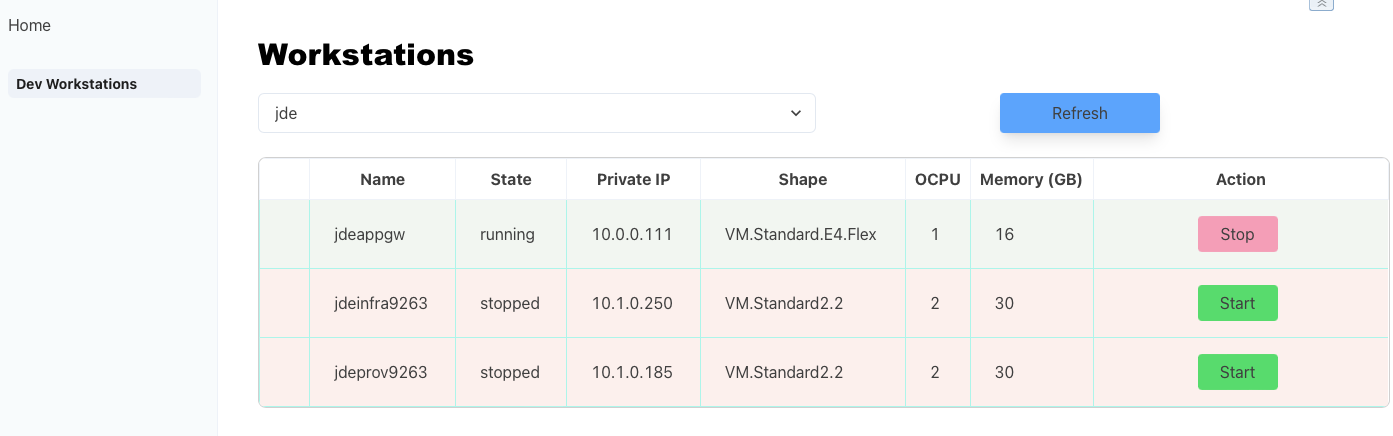 Home
Dev Workstations
Workstations
jde
Refresh
Name State Private IP Shape OCPU Memory (GB) Action
jdeappgw running 10.0.0.111 VM.Standard.E4.Flex 1 16 Stop
jdeinfra9263 stopped 10.1.0.250 VM.Standard2.2 2 30 Start
jdeprov9263 stopped 10.1.0.185 VM.Standard2.2 2 30 Start